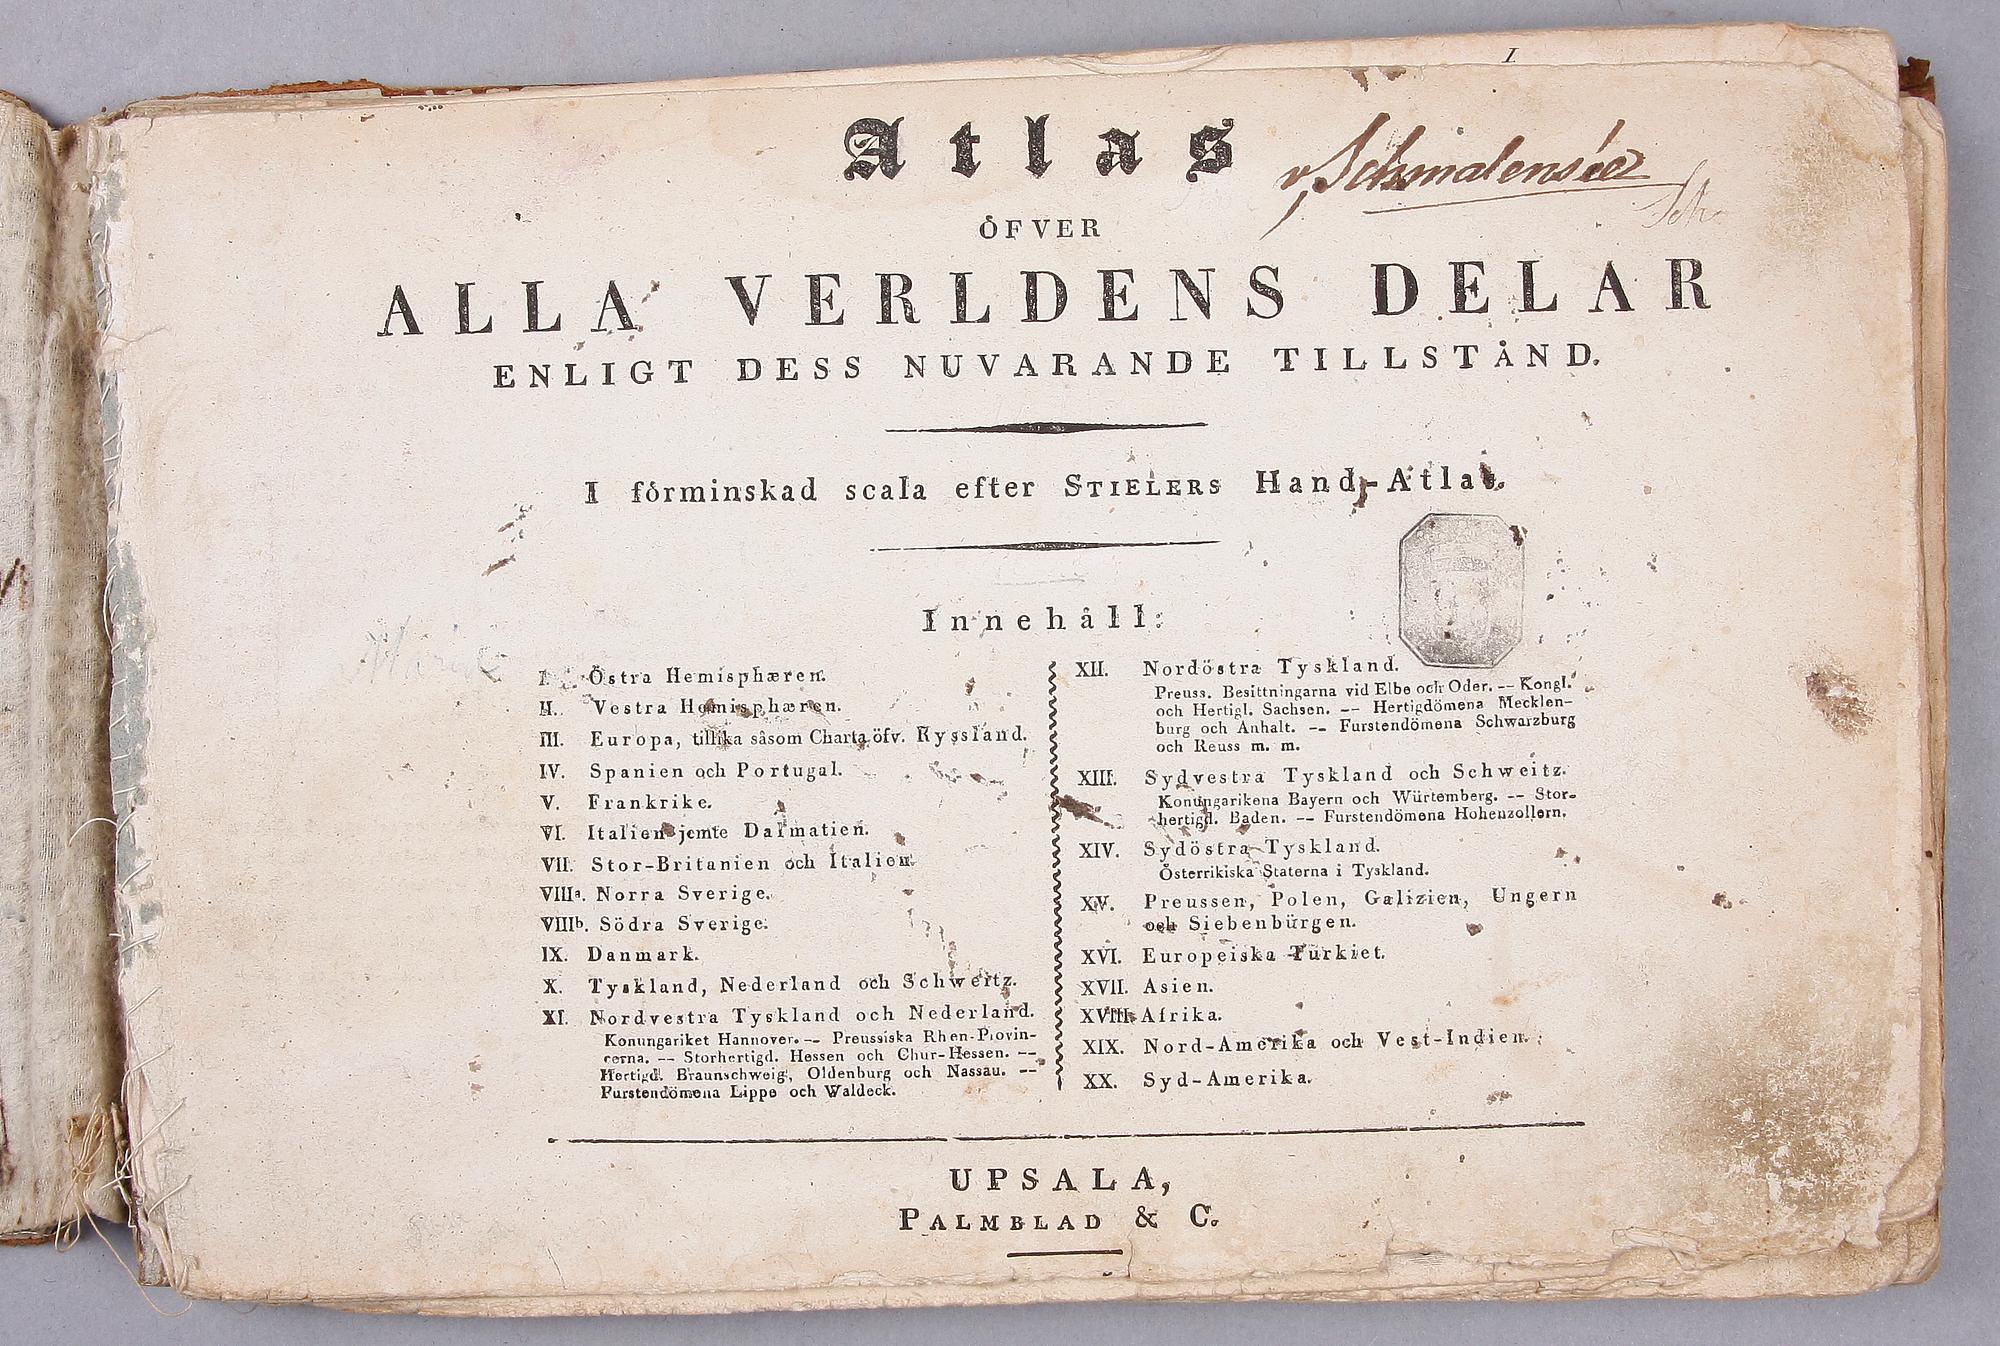 I.
Atlas
v, Schmalensée
Sch.
ÖFVER
ALLA VERLDENS DELAR
ENLIGT DESS NUVARANDE TILLSTÅND.
I förminskad scala efter STIELERS Hand-Atlas.
Innehåll:
I. Östra Hemisphæren.
II. Vestra Hemisphæren.
III. Europa, tillika såsom Charta öfv. Ryssland.
IV. Spanien och Portugal.
V. Frankrike.
VI. Italien jemte Dalmatien.
VII. Stor-Britanien och Italien.
VIIIa. Norra Sverige.
VIIIb. Södra Sverige.
IX. Danmark.
X. Tyskland, Nederland och Schweitz.
XI. Nordvestra Tyskland och Nederland.
Konungariket Hannover. -- Preussiska Rhen-Provin-
cerna. -- Storhertigd. Hessen och Chur-Hessen. --
Hertigd. Braunschweig, Oldenburg och Nassau. --
Furstendömena Lippe och Waldeck.
XII. Nordöstra Tyskland.
Preuss. Besittningarna vid Elbe och Oder. -- Kongl.
och Hertigl. Sachsen. -- Hertigdömena Mecklen-
burg och Anhalt. -- Furstendömena Schwarzburg
och Reuss m. m.
XIII. Sydvestra Tyskland och Schweitz.
Konungarikena Bayern och Würtemberg. -- Stor-
hertigd. Baden. -- Furstendömena Hohenzollern.
XIV. Sydöstra Tyskland.
Österrikiska Staterna i Tyskland.
XV. Preussen, Polen, Galizien, Ungern
och Siebenbürgen.
XVI. Europeiska Turkiet.
XVII. Asien.
XVIII. Afrika.
XIX. Nord-Amerika och Vest-Indien.
XX. Syd-Amerika.
UPSALA,
PALMBLAD & C.